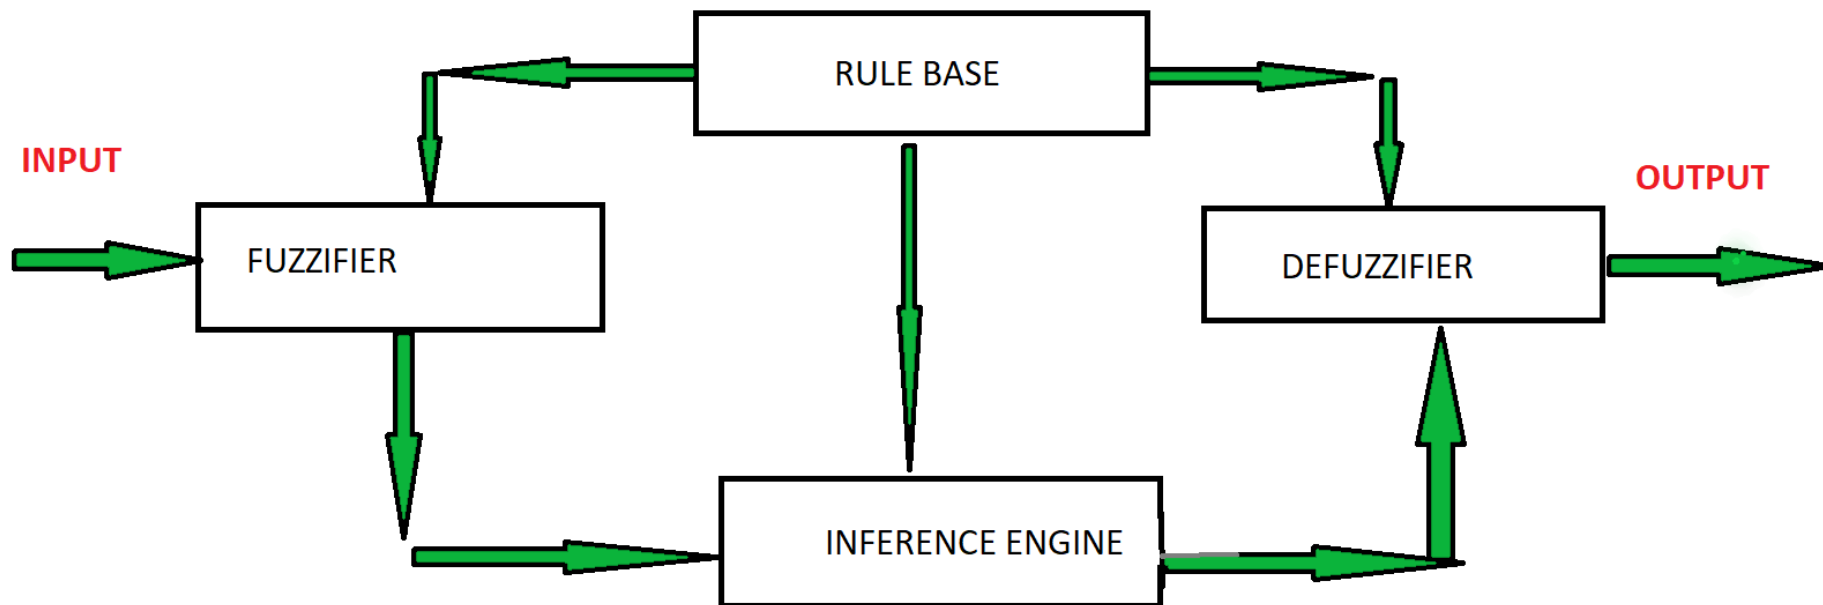 RULE BASE
INPUT
OUTPUT
FUZZIFIER
DEFUZZIFIER
INFERENCE ENGINE